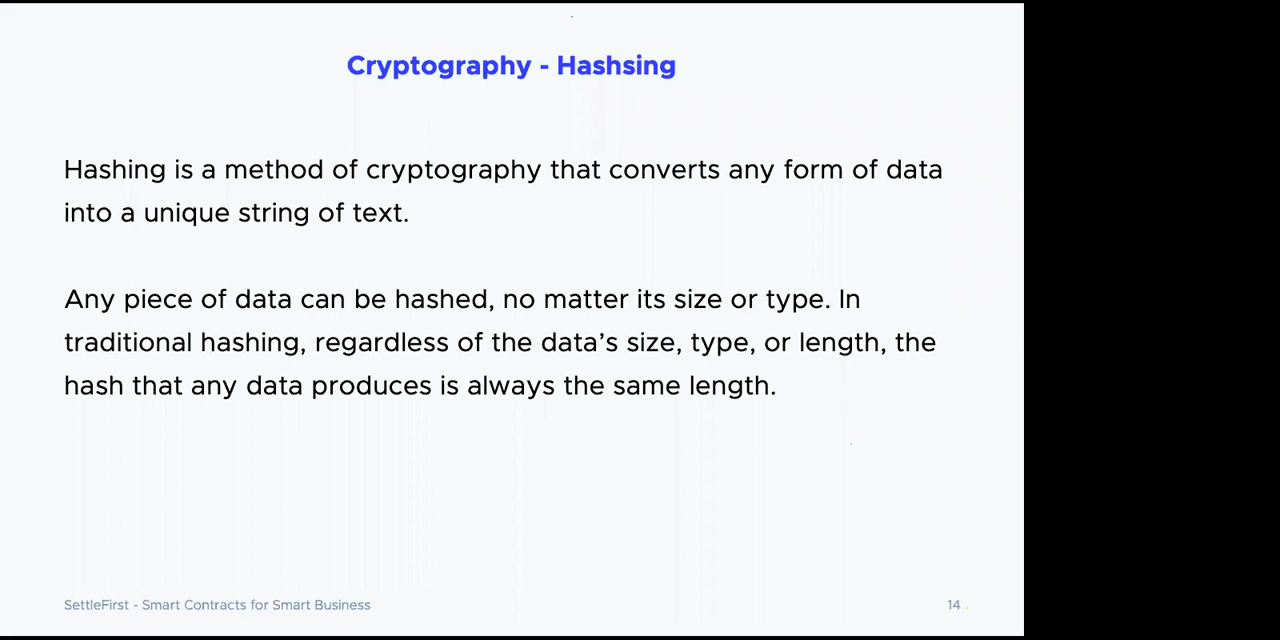 Cryptography - Hashsing
Hashing is a method of cryptography that converts any form of data
into a unique string of text.
Any piece of data can be hashed, no matter its size or type. In
traditional hashing, regardless of the data’s size, type, or length, the
hash that any data produces is always the same length.
SettleFirst - Smart Contracts for Smart Business
14